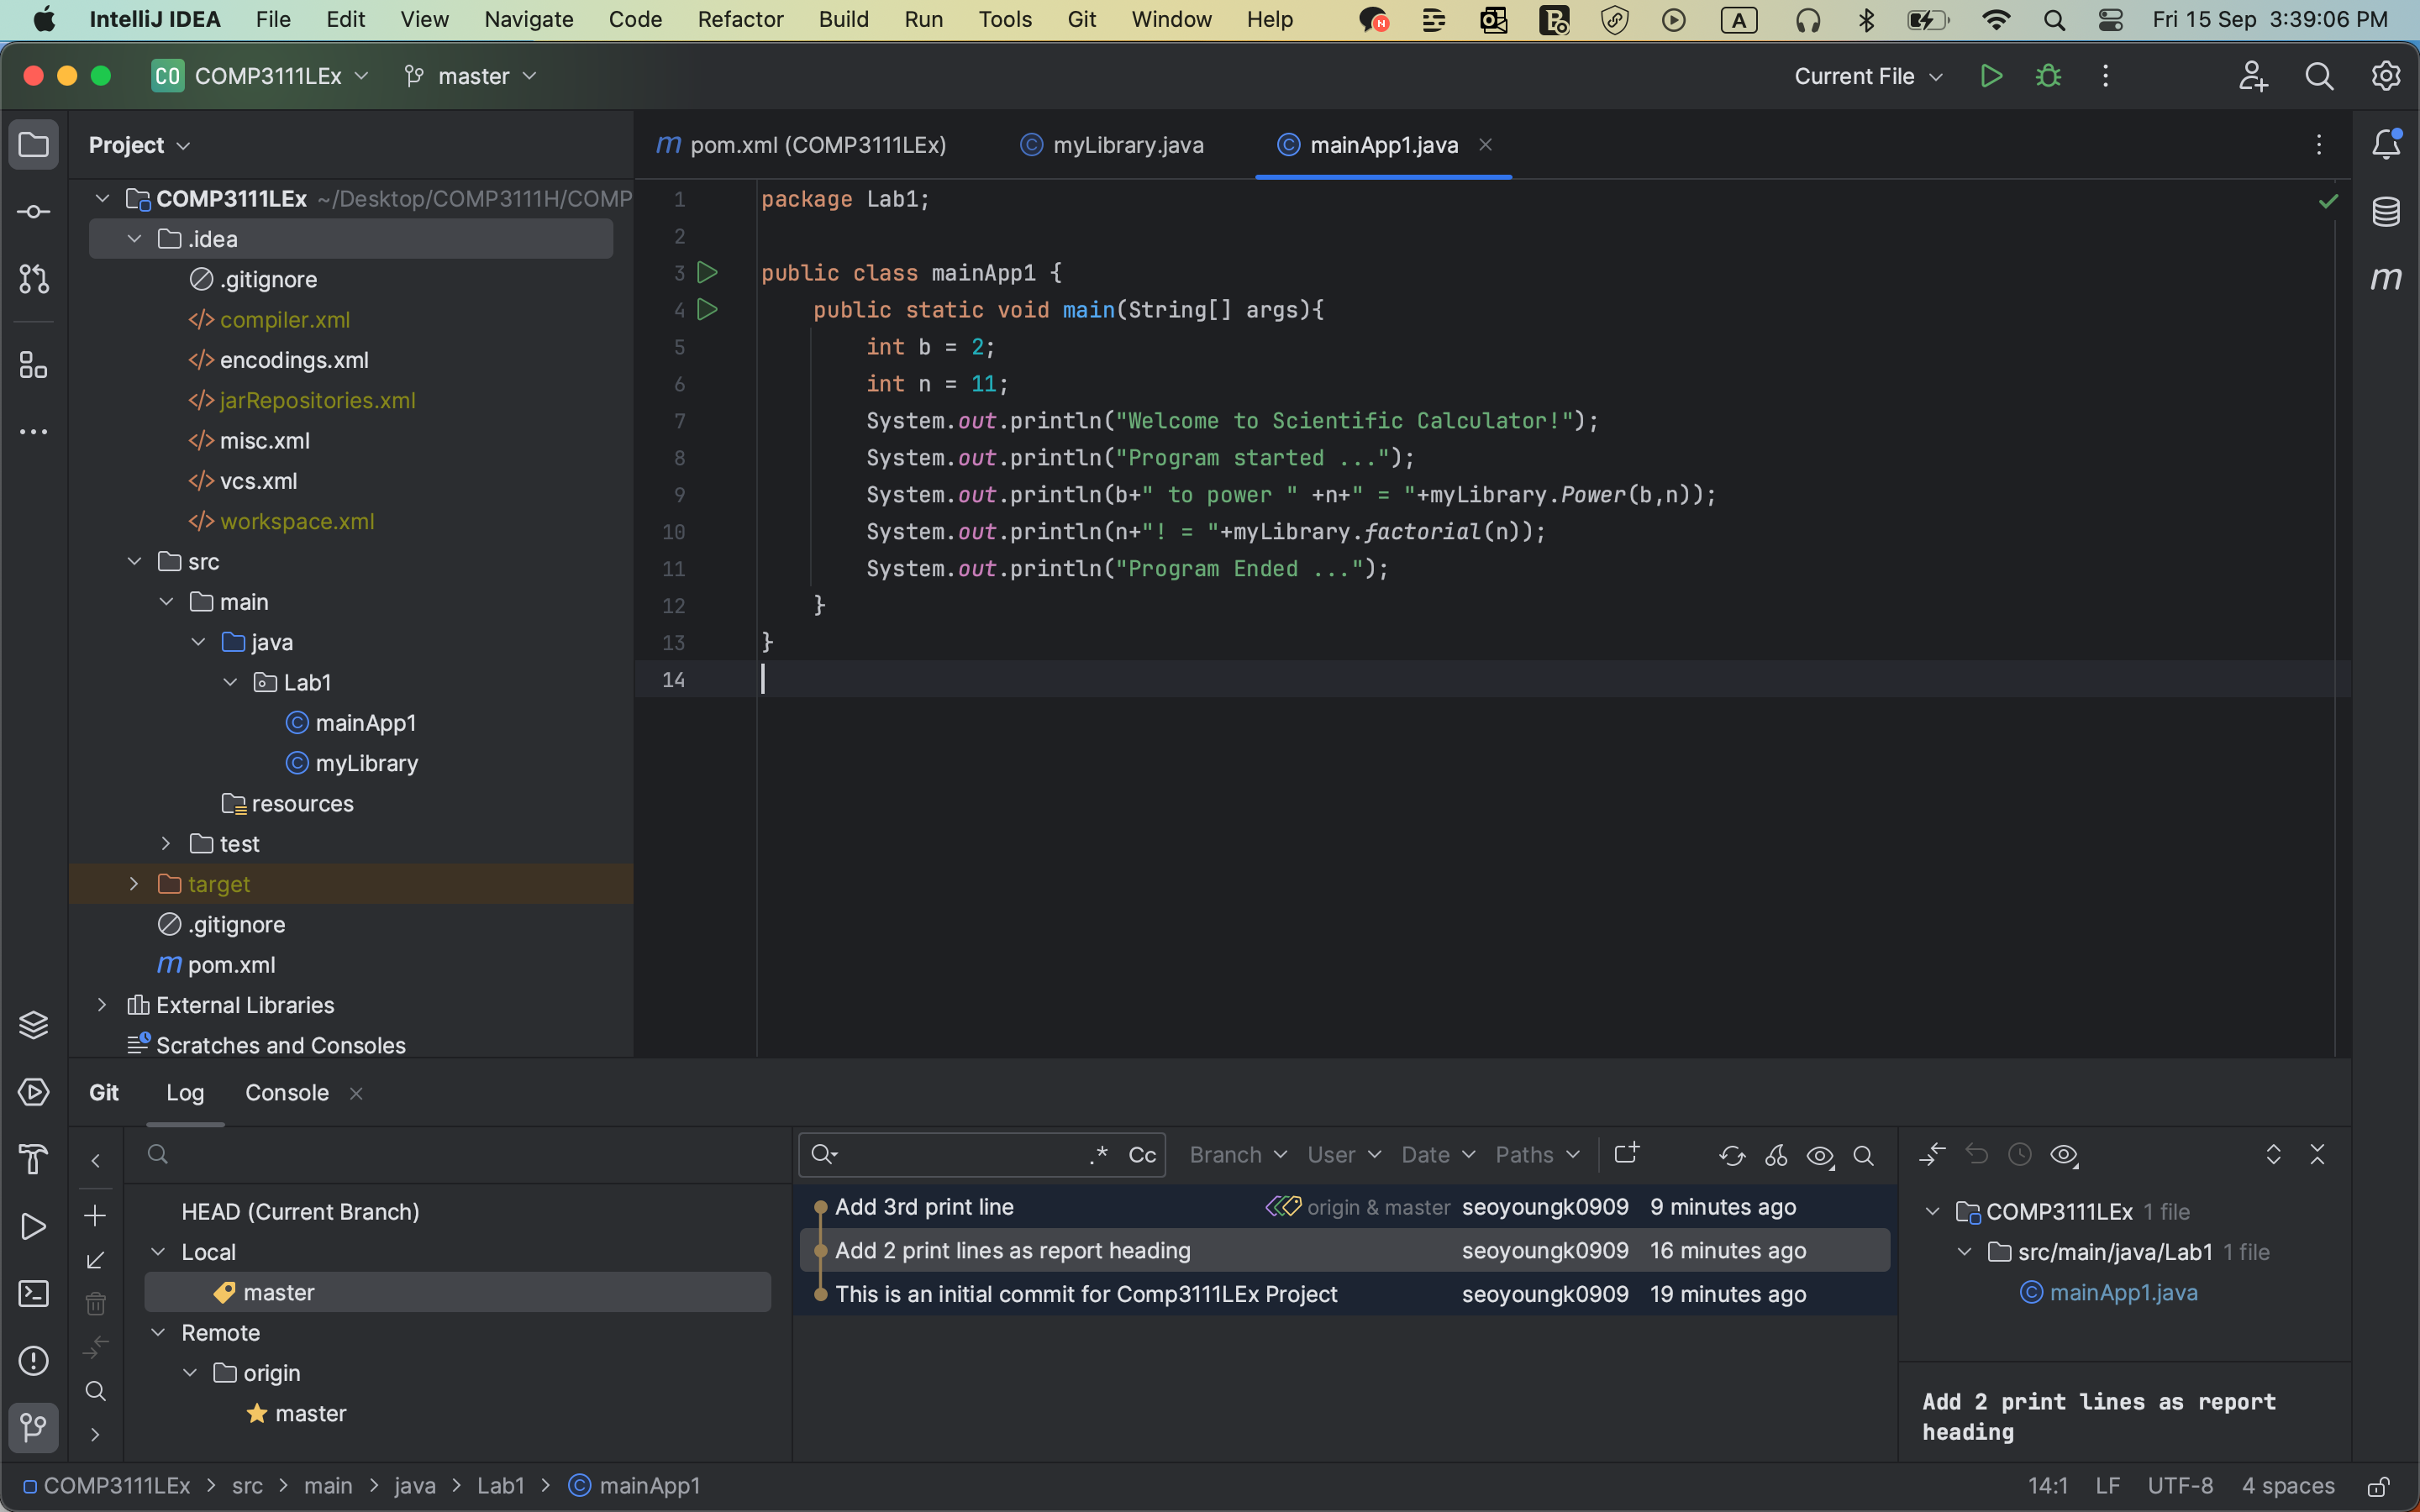 IntelliJ IDEA File Edit View Navigate Code Refactor Build Run Tools Git Window Help N A Fri 15 Sep 3:39:06 PM
CO COMP3111LEx master Current File
Project
pom.xml (COMP3111LEx) myLibrary.java mainApp1.java
COMP3111LEx ~/Desktop/COMP3111H/COMP
.idea
.gitignore
compiler.xml
encodings.xml
jarRepositories.xml
misc.xml
vcs.xml
workspace.xml
src
main
java
Lab1
mainApp1
myLibrary
resources
test
target
.gitignore
pom.xml
External Libraries
Scratches and Consoles
1 package Lab1;
2
3 public class mainApp1 {
4 public static void main(String[] args){
5 int b = 2;
6 int n = 11;
7 System.out.println("Welcome to Scientific Calculator!");
8 System.out.println("Program started ...");
9 System.out.println(b+" to power " +n+" = "+myLibrary.Power(b,n));
10 System.out.println(n+"! = "+myLibrary.factorial(n));
11 System.out.println("Program Ended ...");
12 }
13 }
14
Git Log Console
HEAD (Current Branch)
Local
master
Remote
origin
master
.* Cc Branch User Date Paths
Add 3rd print line origin & master seoyoungk0909 9 minutes ago
Add 2 print lines as report heading seoyoungk0909 16 minutes ago
This is an initial commit for Comp3111LEx Project seoyoungk0909 19 minutes ago
COMP3111LEx 1 file
src/main/java/Lab1 1 file
mainApp1.java
Add 2 print lines as report
heading
COMP3111LEx > src > main > java > Lab1 > mainApp1 14:1 LF UTF-8 4 spaces